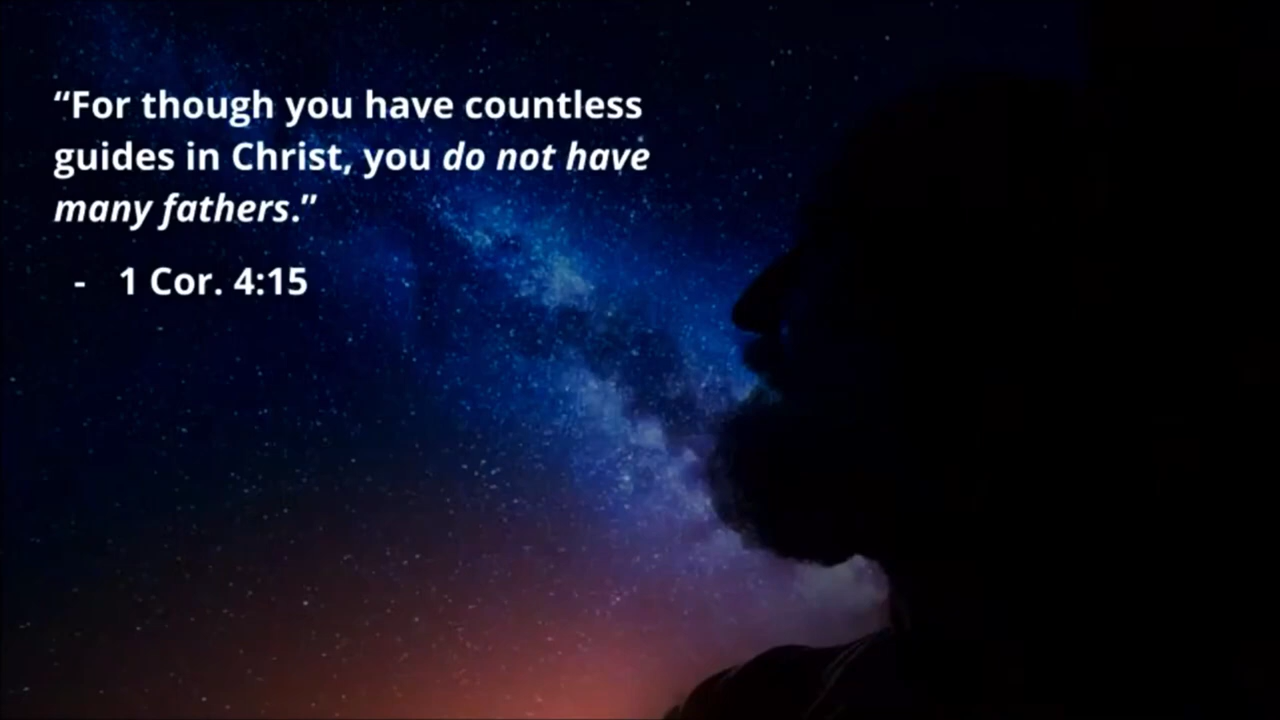 “For though you have countless
guides in Christ, you do not have
many fathers.”
- 1 Cor. 4:15